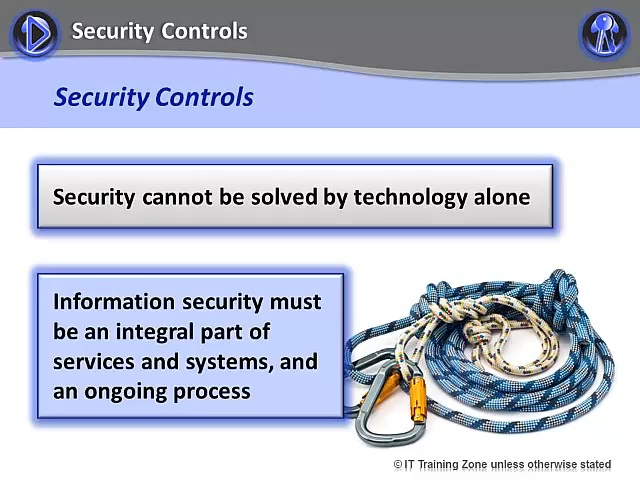 Security Controls
Security Controls
Security cannot be solved by technology alone
Information security must
be an integral part of
services and systems, and
an ongoing process
© IT Training Zone unless otherwise stated